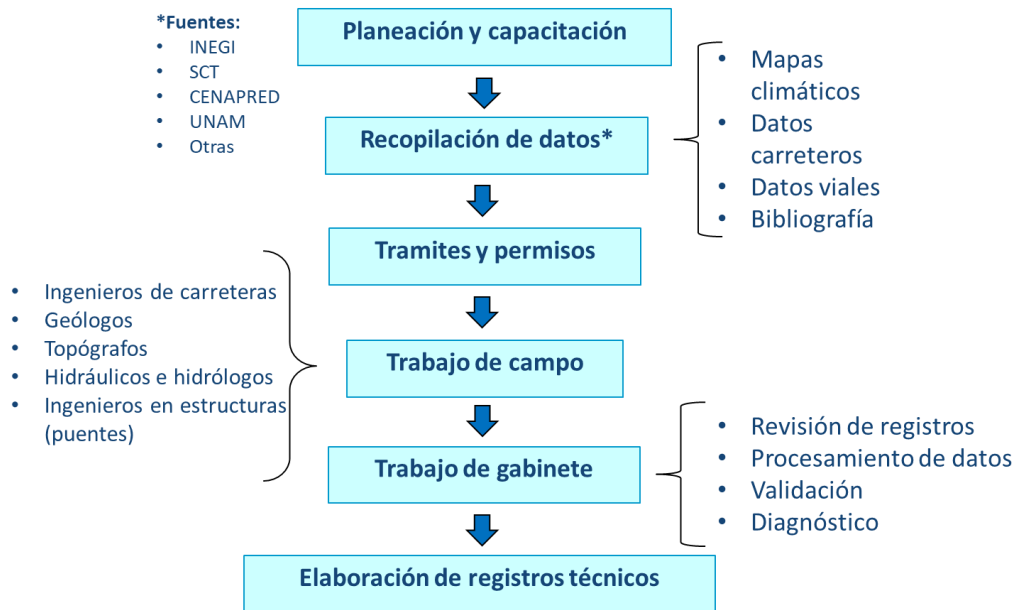 *Fuentes:
• INEGI
• SCT
• CENAPRED
• UNAM
• Otras
Planeación y capacitación
Recopilación de datos*
• Mapas
climáticos
• Datos
carreteros
• Datos viales
• Bibliografía
Tramites y permisos
• Ingenieros de carreteras
• Geólogos
• Topógrafos
• Hidráulicos e hidrólogos
• Ingenieros en estructuras
(puentes)
Trabajo de campo
Trabajo de gabinete
• Revisión de registros
• Procesamiento de datos
• Validación
• Diagnóstico
Elaboración de registros técnicos